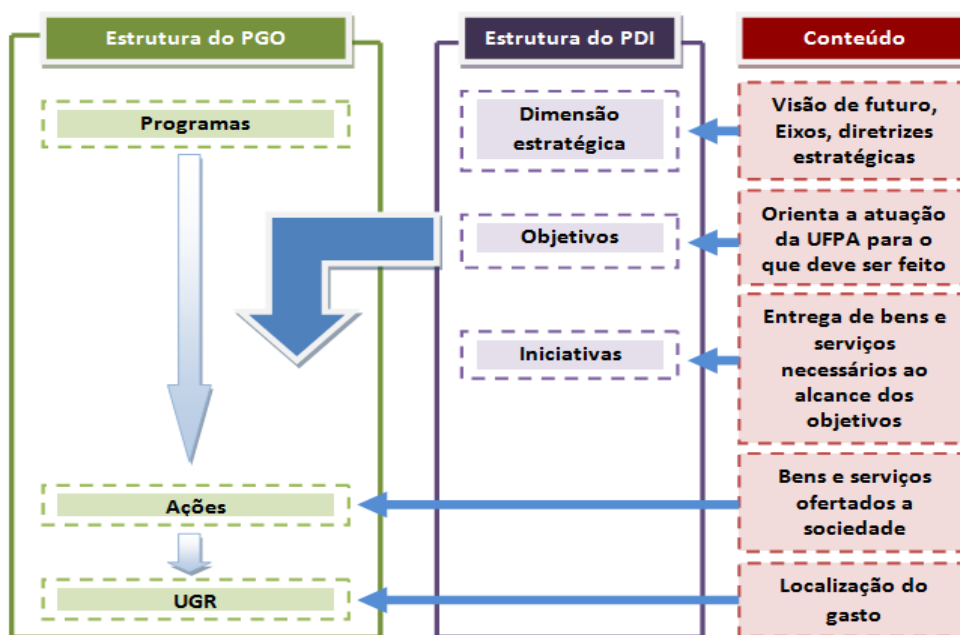 Estrutura do PGO
Programas
Ações
UGR
Estrutura do PDI
Dimensão
estratégica
Objetivos
Iniciativas
Conteúdo
Visão de futuro,
Eixos, diretrizes
estratégicas
Orienta a atuação
da UFPA para o
que deve ser feito
Entrega de bens e
serviços
necessários ao
alcance dos
objetivos
Bens e serviços
ofertados a
sociedade
Localização do
gasto